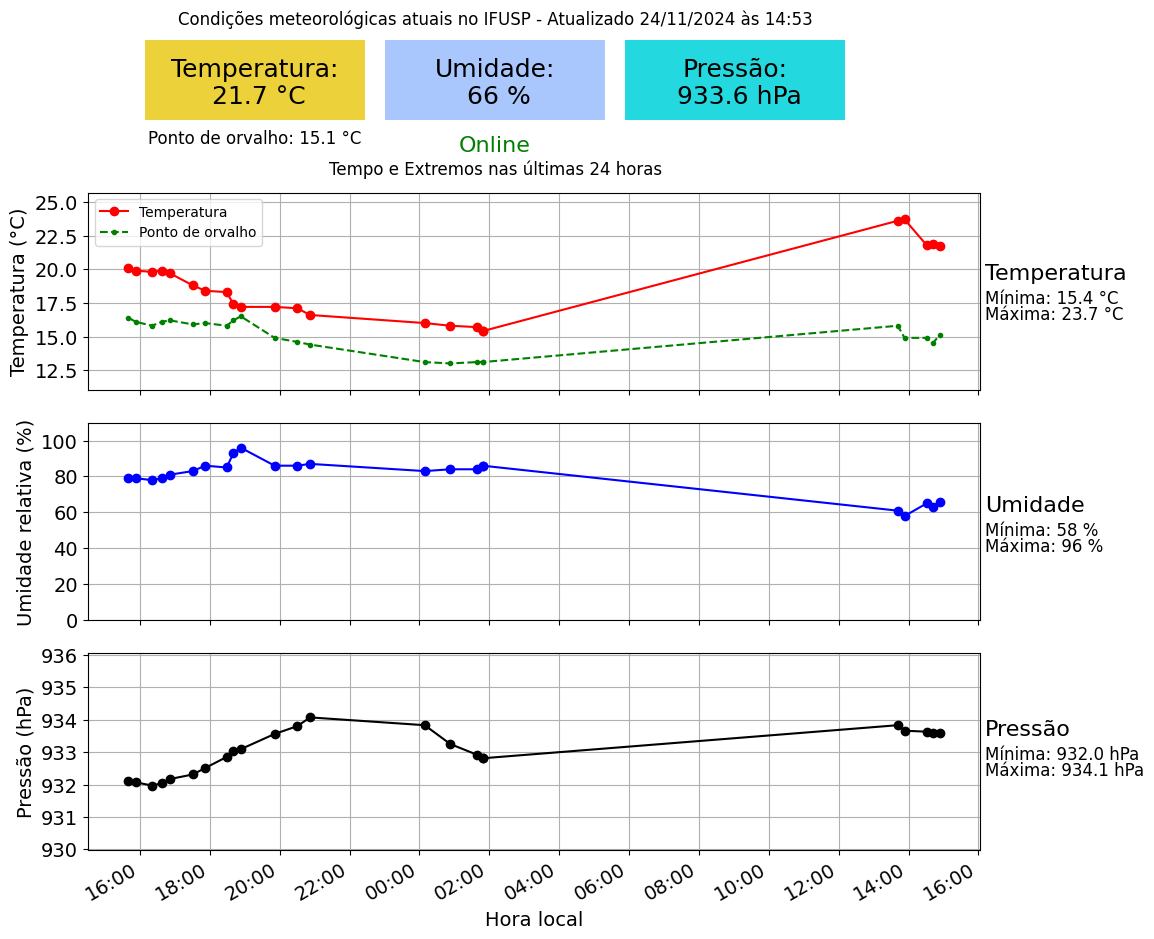 Condições meteorológicas atuais no IFUSP - Atualizado 24/11/2024 às 14:53
Temperatura:
21.7 °C
Umidade:
66 %
Pressão:
933.6 hPa
Ponto de orvalho: 15.1 °C
Online
Tempo e Extremos nas últimas 24 horas
Temperatura (°C)
25.0
22.5
20.0
17.5
15.0
12.5
Temperatura
Ponto de orvalho
Temperatura
Mínima: 15.4 °C
Máxima: 23.7 °C
Umidade relativa (%)
100
80
60
40
20
0
Umidade
Mínima: 58 %
Máxima: 96 %
Pressão (hPa)
936
935
934
933
932
931
930
Pressão
Mínima: 932.0 hPa
Máxima: 934.1 hPa
16:00
18:00
20:00
22:00
00:00
02:00
04:00
06:00
08:00
10:00
12:00
14:00
16:00
Hora local